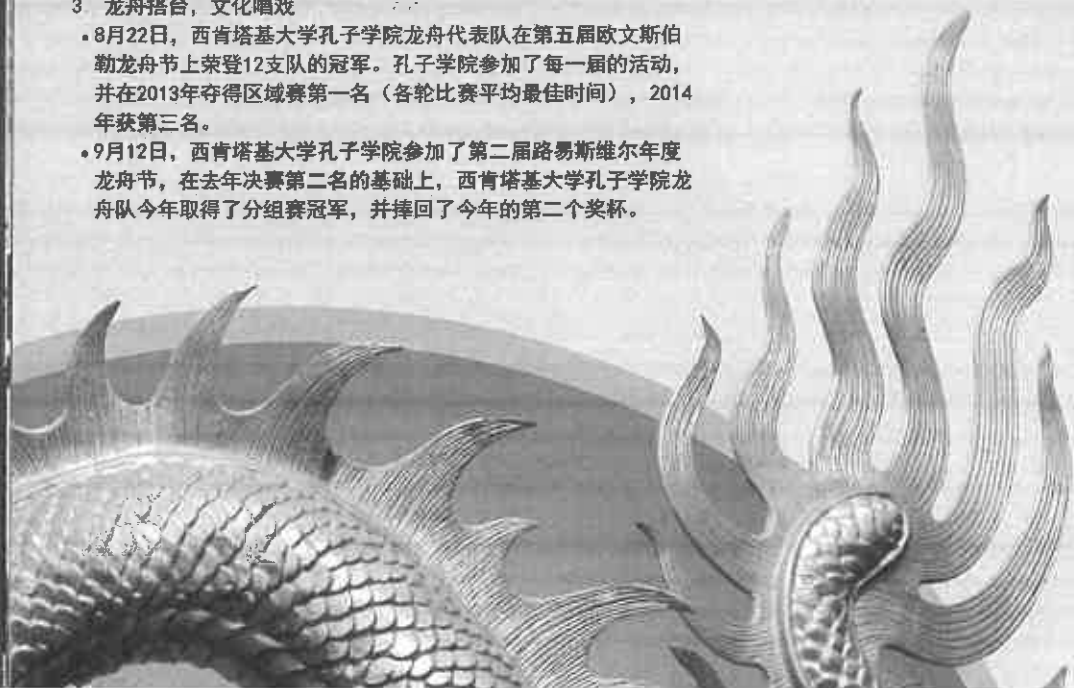 3. 龙舟搭台，文化唱戏
•8月22日，西肯塔基大学孔子学院龙舟代表队在第五届欧文斯伯
勒龙舟节上荣登12支队的冠军。孔子学院参加了每一届的活动，
并在2013年夺得区域赛第一名（各轮比赛平均最佳时间），2014
年获第三名。
•9月12日，西肯塔基大学孔子学院参加了第二届路易斯维尔年度
龙舟节，在去年决赛第二名的基础上，西肯塔基大学孔子学院龙
舟队今年取得了分组赛冠军，并捧回了今年的第二个奖杯。